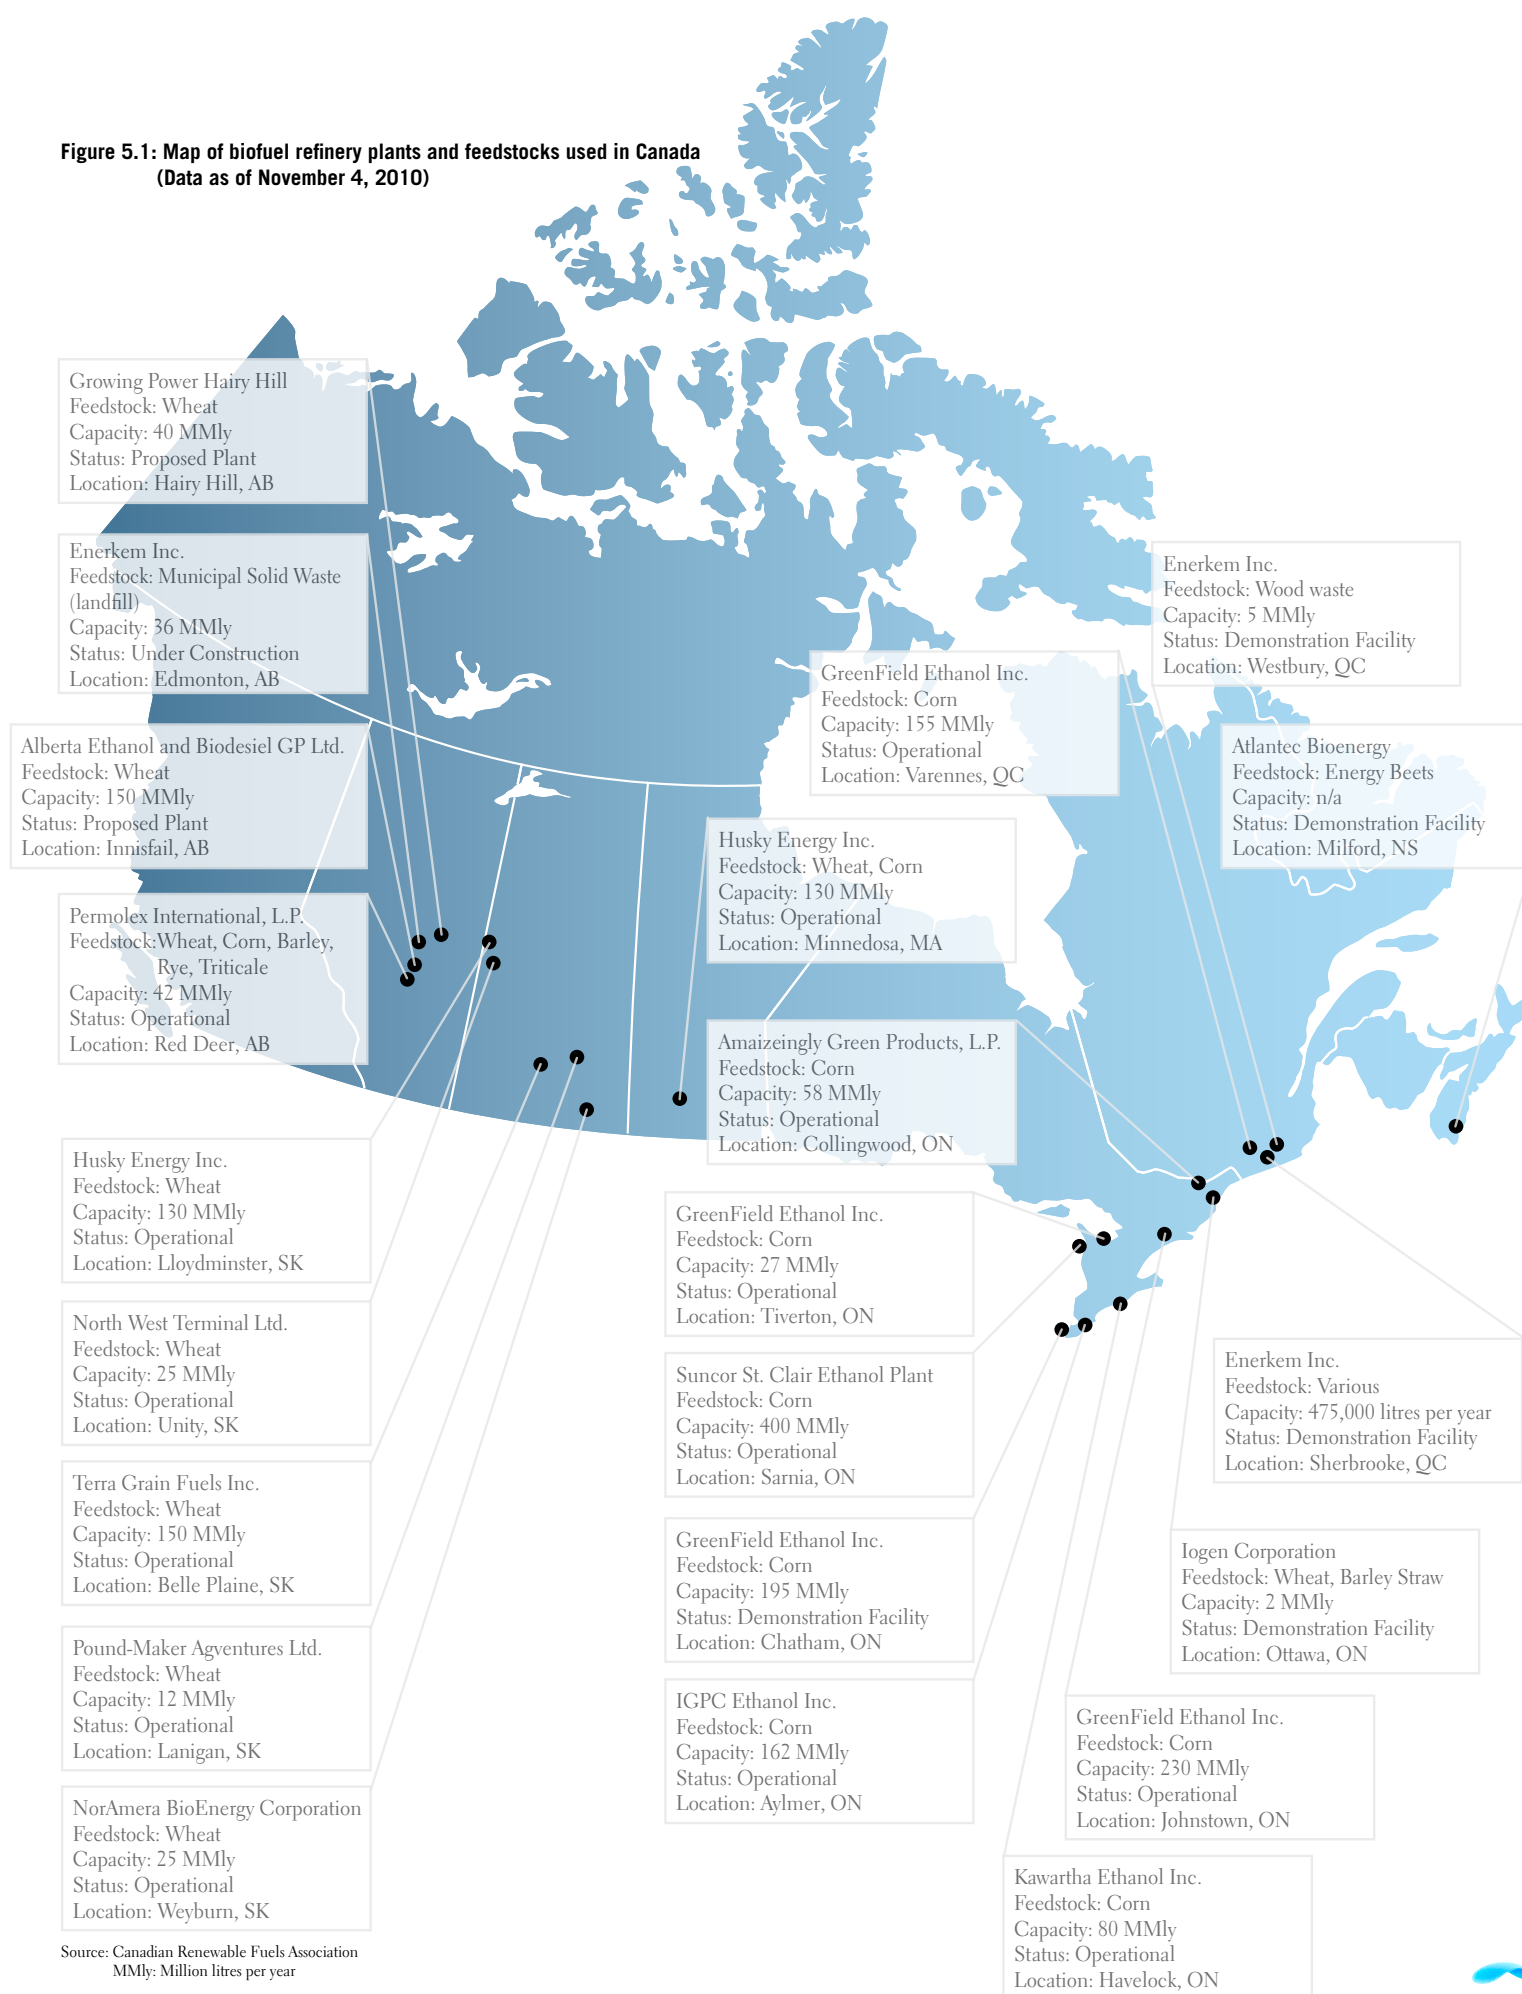 Figure 5.1: Map of biofuel refinery plants and feedstocks used in Canada
(Data as of November 4, 2010)
Growing Power Hairy Hill
Feedstock: Wheat
Capacity: 40 MMly
Status: Proposed Plant
Location: Hairy Hill, AB
Enerkem Inc.
Feedstock: Municipal Solid Waste
(landfill)
Capacity: 36 MMly
Status: Under Construction
Location: Edmonton, AB
Alberta Ethanol and Biodesiel GP Ltd.
Feedstock: Wheat
Capacity: 150 MMly
Status: Proposed Plant
Location: Innisfail, AB
Permolex International, L.P.
Feedstock:Wheat, Corn, Barley,
Rye, Triticale
Capacity: 42 MMly
Status: Operational
Location: Red Deer, AB
Husky Energy Inc.
Feedstock: Wheat
Capacity: 130 MMly
Status: Operational
Location: Lloydminster, SK
North West Terminal Ltd.
Feedstock: Wheat
Capacity: 25 MMly
Status: Operational
Location: Unity, SK
Terra Grain Fuels Inc.
Feedstock: Wheat
Capacity: 150 MMly
Status: Operational
Location: Belle Plaine, SK
Pound-Maker Agventures Ltd.
Feedstock: Wheat
Capacity: 12 MMly
Status: Operational
Location: Lanigan, SK
NorAmera BioEnergy Corporation
Feedstock: Wheat
Capacity: 25 MMly
Status: Operational
Location: Weyburn, SK
Enerkem Inc.
Feedstock: Wood waste
Capacity: 5 MMly
Status: Demonstration Facility
Location: Westbury, QC
GreenField Ethanol Inc.
Feedstock: Corn
Capacity: 155 MMly
Status: Operational
Location: Varennes, QC
Atlantec Bioenergy
Feedstock: Energy Beets
Capacity: n/a
Status: Demonstration Facility
Location: Milford, NS
Husky Energy Inc.
Feedstock: Wheat, Corn
Capacity: 130 MMly
Status: Operational
Location: Minnedosa, MA
Amaizeingly Green Products, L.P.
Feedstock: Corn
Capacity: 58 MMly
Status: Operational
Location: Collingwood, ON
GreenField Ethanol Inc.
Feedstock: Corn
Capacity: 27 MMly
Status: Operational
Location: Tiverton, ON
Suncor St. Clair Ethanol Plant
Feedstock: Corn
Capacity: 400 MMly
Status: Operational
Location: Sarnia, ON
GreenField Ethanol Inc.
Feedstock: Corn
Capacity: 195 MMly
Status: Demonstration Facility
Location: Chatham, ON
IGPC Ethanol Inc.
Feedstock: Corn
Capacity: 162 MMly
Status: Operational
Location: Aylmer, ON
Enerkem Inc.
Feedstock: Various
Capacity: 475,000 litres per year
Status: Demonstration Facility
Location: Sherbrooke, QC
Iogen Corporation
Feedstock: Wheat, Barley Straw
Capacity: 2 MMly
Status: Demonstration Facility
Location: Ottawa, ON
GreenField Ethanol Inc.
Feedstock: Corn
Capacity: 230 MMly
Status: Operational
Location: Johnstown, ON
Kawartha Ethanol Inc.
Feedstock: Corn
Capacity: 80 MMly
Status: Operational
Location: Havelock, ON
Source: Canadian Renewable Fuels Association
MMly: Million litres per year